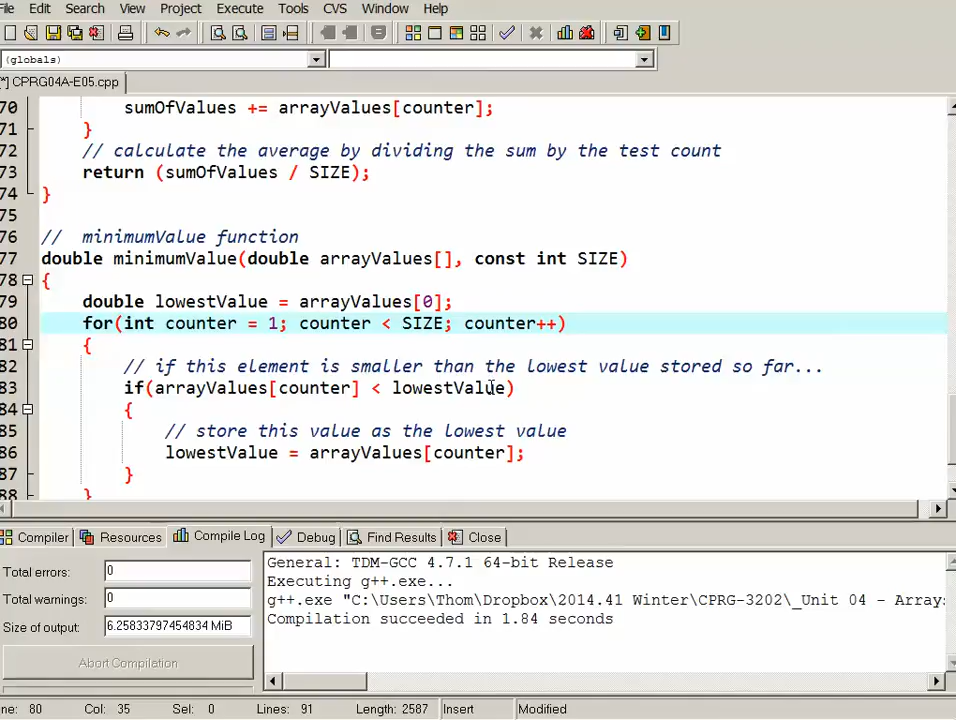 File Edit Search View Project Execute Tools CVS Window Help
(globals)
[*] CPRG04A-E05.cpp
70 sumOfValues += arrayValues[counter];
71 }
72 // calculate the average by dividing the sum by the test count
73 return (sumOfValues / SIZE);
74 }
75
76 // minimumValue function
77 double minimumValue(double arrayValues[], const int SIZE)
78 {
79 double lowestValue = arrayValues[0];
80 for(int counter = 1; counter < SIZE; counter++)
81 {
82 // if this element is smaller than the lowest value stored so far...
83 if(arrayValues[counter] < lowestValue)
84 {
85 // store this value as the lowest value
86 lowestValue = arrayValues[counter];
87 }
88 }
Compiler Resources Compile Log Debug Find Results Close
Total errors: 0
Total warnings: 0
Size of output: 6.25833797454834 MiB
Abort Compilation
General: TDM-GCC 4.7.1 64-bit Release
Executing g++.exe...
g++.exe "C:\Users\Thom\Dropbox\2014.41 Winter\CPRG-3202\_Unit 04 - Arrays
Compilation succeeded in 1.84 seconds
ine: 80 Col: 35 Sel: 0 Lines: 91 Length: 2587 Insert Modified